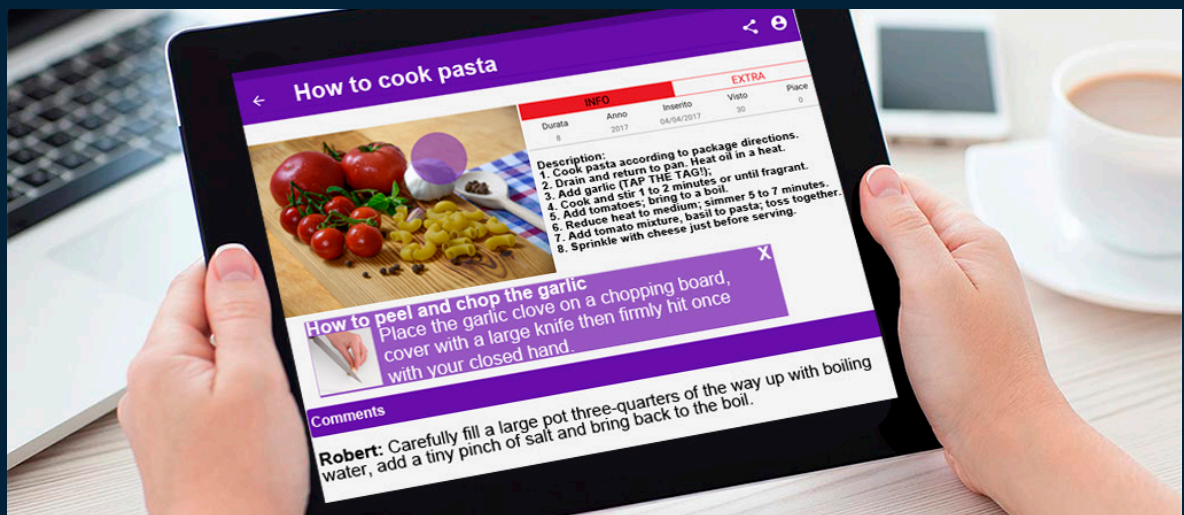 How to cook pasta
INFO
EXTRA
Durata
Anno
Inserito
Visto
Piace
8
2017
04/04/2017
30
0
Description:
1. Cook pasta according to package directions.
2. Drain and return to pan. Heat oil in a heat.
3. Add garlic (TAP THE TAG!);
4. Cook and stir 1 to 2 minutes or until fragrant.
5. Add tomatoes; bring to a boil.
6. Reduce heat to medium; simmer 5 to 7 minutes.
7. Add tomato mixture, basil to pasta; toss together.
8. Sprinkle with cheese just before serving.
X
How to peel and chop the garlic
Place the garlic clove on a chopping board,
cover with a large knife then firmly hit once
with your closed hand.
Comments
Robert: Carefully fill a large pot three-quarters of the way up with boiling
water, add a tiny pinch of salt and bring back to the boil.